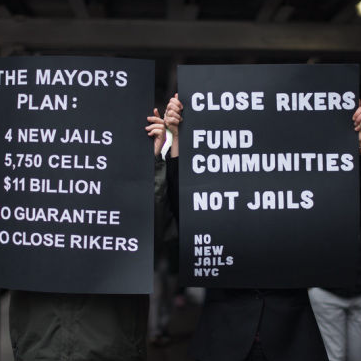 THE MAYOR'S
PLAN:
4 NEW JAILS
5,750 CELLS
$11 BILLION
O GUARANTEE
O CLOSE RIKERS
CLOSE RIKERS
FUND
COMMUNITIES
NOT JAILS
NO
NEW
JAILS
NYC